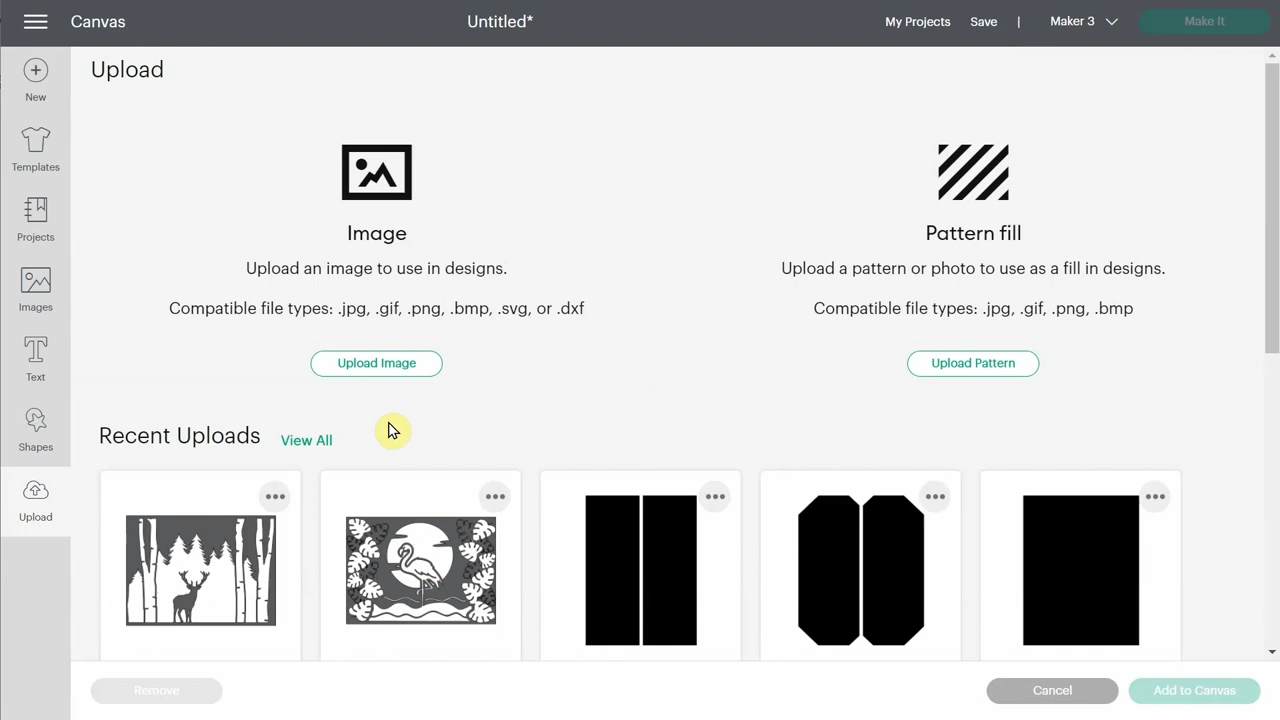 Canvas
Untitled*
My Projects Save | Maker 3
Make It
New
Templates
Projects
Images
Text
Shapes
Upload
Upload
Image
Upload an image to use in designs.
Compatible file types: .jpg, .gif, .png, .bmp, .svg, or .dxf
Upload Image
Pattern fill
Upload a pattern or photo to use as a fill in designs.
Compatible file types: .jpg, .gif, .png, .bmp
Upload Pattern
Recent Uploads View All
Remove
Cancel
Add to Canvas